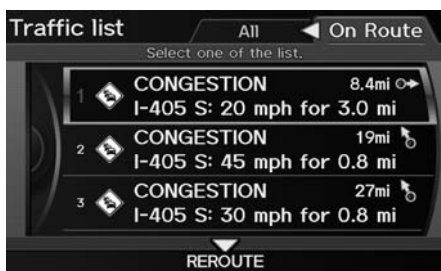 Traffic list All On Route
Select one of the list.
1 CONGESTION 8.4mi
I-405 S: 20 mph for 3.0 mi
2 CONGESTION 19mi
I-405 S: 45 mph for 0.8 mi
3 CONGESTION 27mi
I-405 S: 30 mph for 0.8 mi
REROUTE